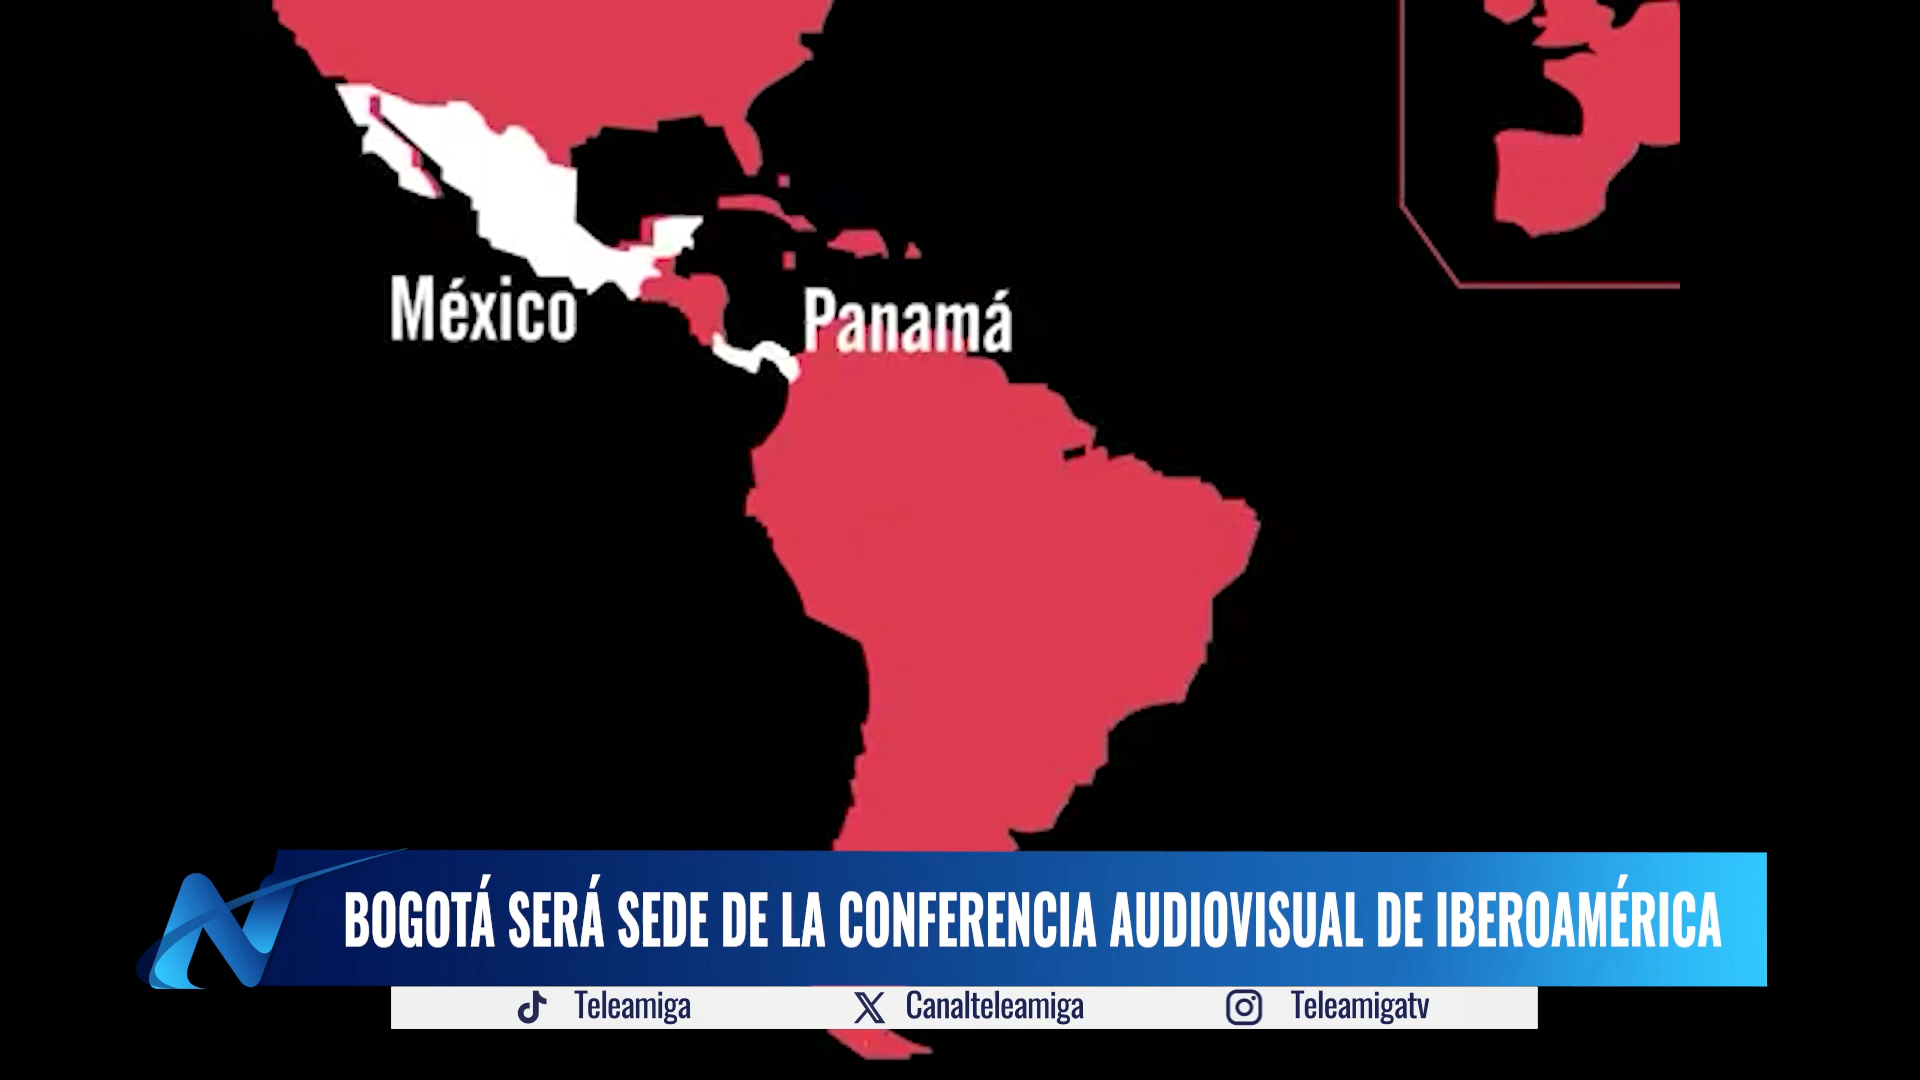 México
Panamá
BOGOTÁ SERÁ SEDE DE LA CONFERENCIA AUDIOVISUAL DE IBEROAMÉRICA
Teleamiga Canalteleamiga Teleamigatv